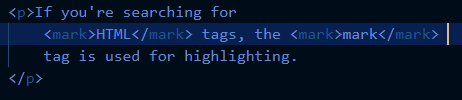 <p>If you're searching for
<mark>HTML</mark> tags, the <mark>mark</mark>
tag is used for highlighting.
</p>